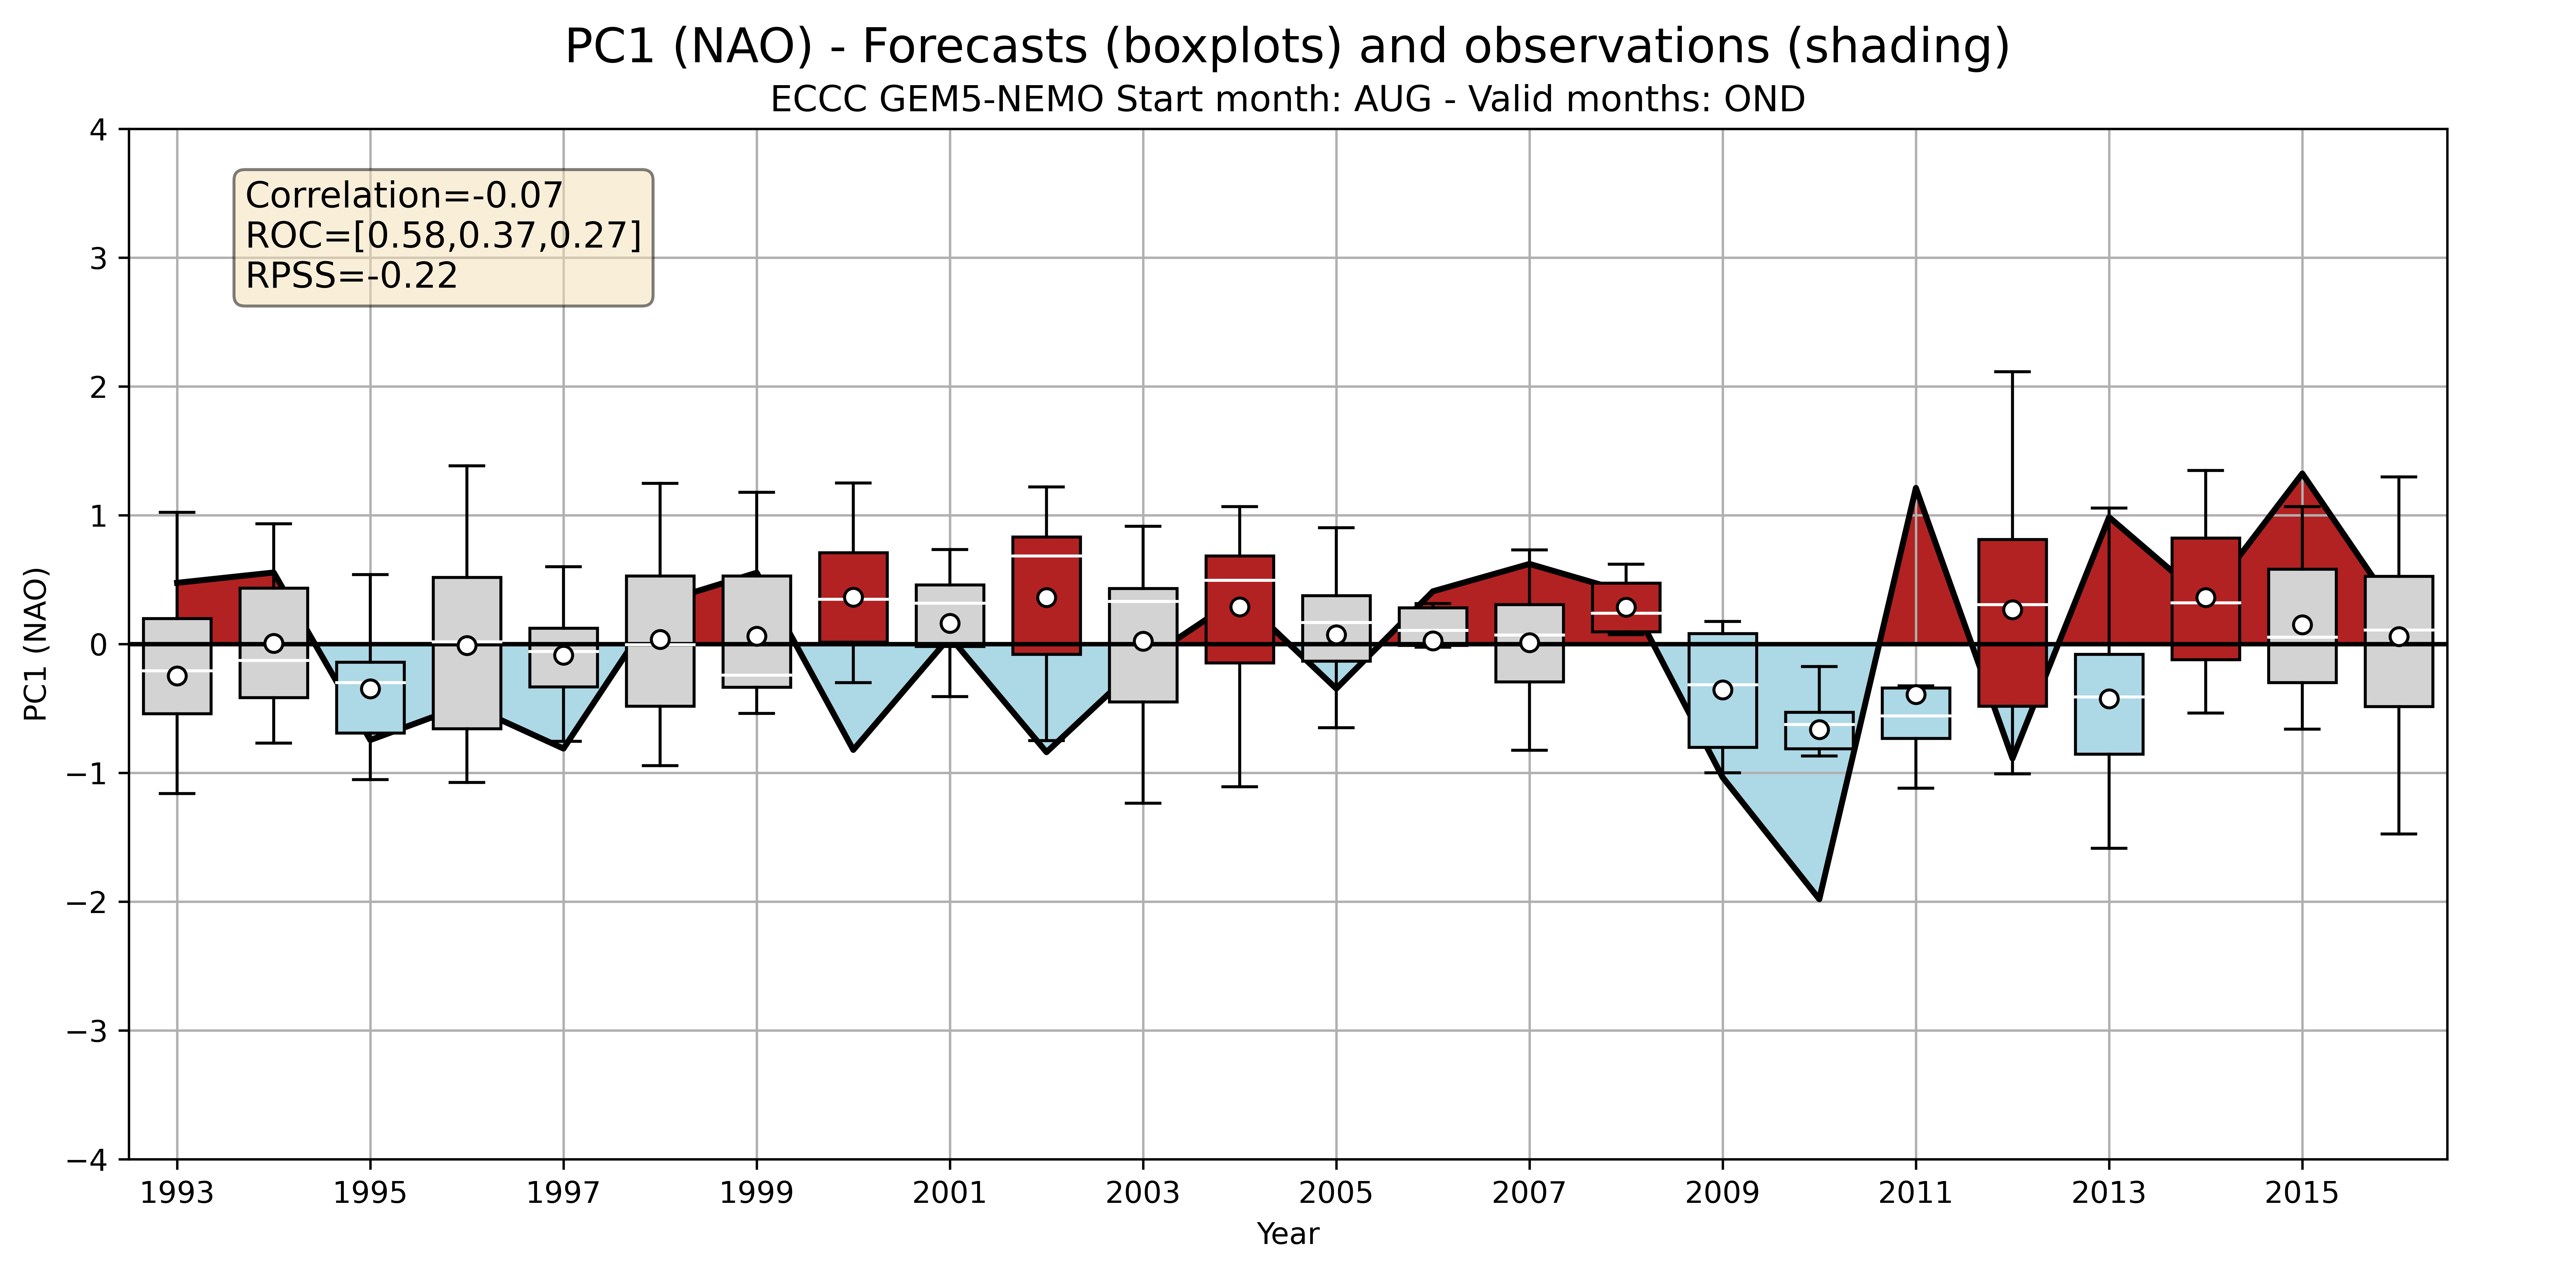 PC1 (NAO) - Forecasts (boxplots) and observations (shading)
ECCC GEM5-NEMO Start month: AUG - Valid months: OND
Correlation=-0.07
ROC=[0.58,0.37,0.27]
RPSS=-0.22
PC1 (NAO)
4
3
2
1
0
−1
−2
−3
−4
1993 1995 1997 1999 2001 2003 2005 2007 2009 2011 2013 2015
Year